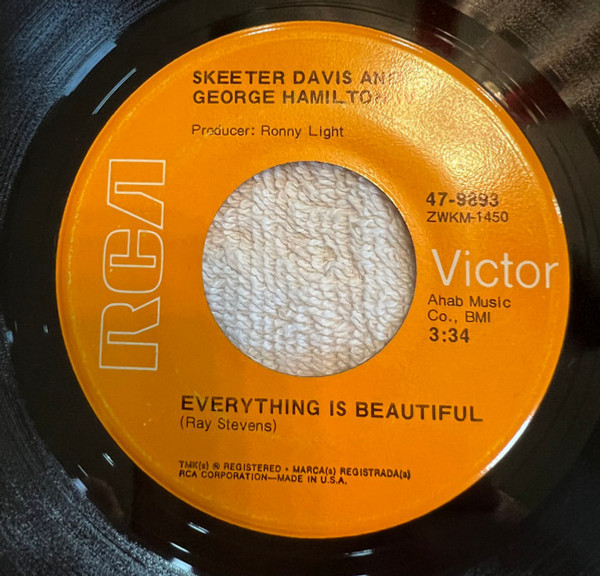 SKEETER DAVIS AND
GEORGE HAMILTON IV
Producer: Ronny Light
RCA
47-9893
ZWKM-1450
Victor
Ahab Music
Co., BMI
3:34
EVERYTHING IS BEAUTIFUL
(Ray Stevens)
TMK(s) ® REGISTERED • MARCA(s) REGISTRADA(s)
RCA CORPORATION—MADE IN U.S.A.